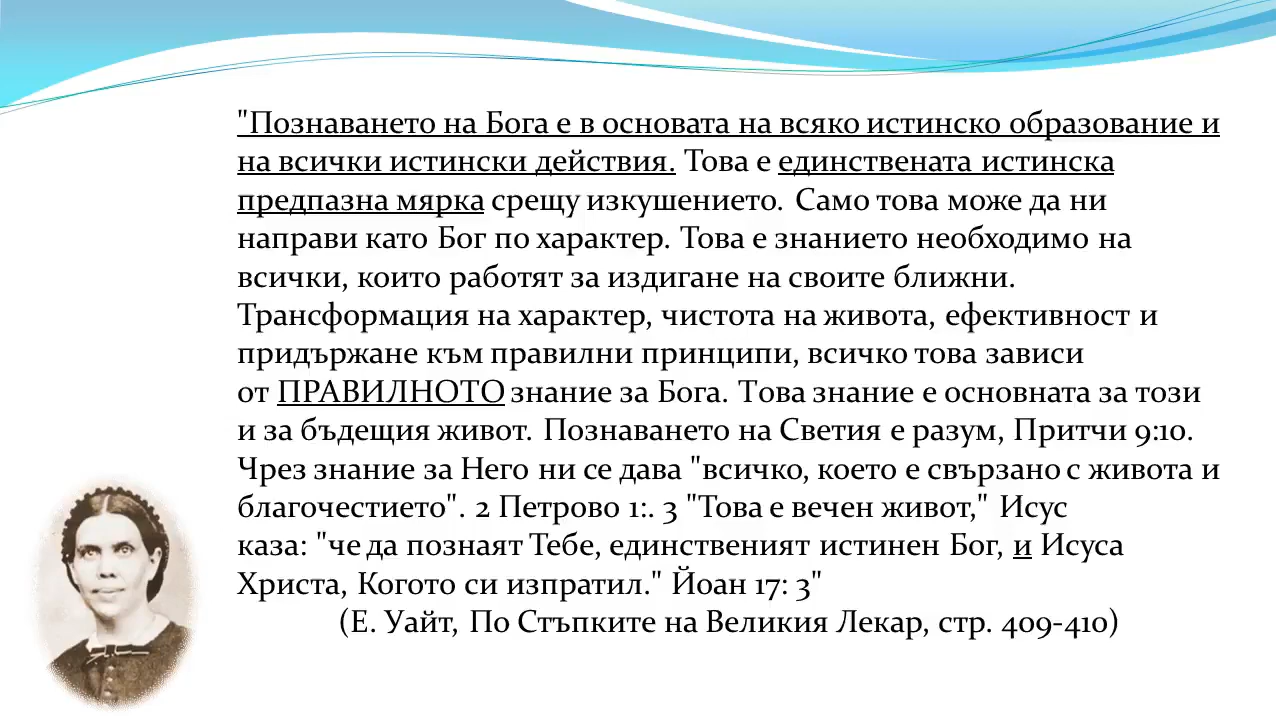 "Познаването на Бога е в основата на всяко истинско образование и
на всички истински действия. Това е единствената истинска
предпазна мярка срещу изкушението. Само това може да ни
направи като Бог по характер. Това е знанието необходимо на
всички, които работят за издигане на своите ближни.
Трансформация на характер, чистота на живота, ефективност и
придържане към правилни принципи, всичко това зависи
от ПРАВИЛНОТО знание за Бога. Това знание е основната за този
и за бъдещия живот. Познаването на Светия е разум, Притчи 9:10.
Чрез знание за Него ни се дава "всичко, което е свързано с живота и
благочестието". 2 Петрово 1:. 3 "Това е вечен живот," Исус
каза: "че да познаят Тебе, единственият истинен Бог, и Исуса
Христа, Когото си изпратил." Йоан 17: 3"
(Е. Уайт, По Стъпките на Великия Лекар, стр. 409-410)